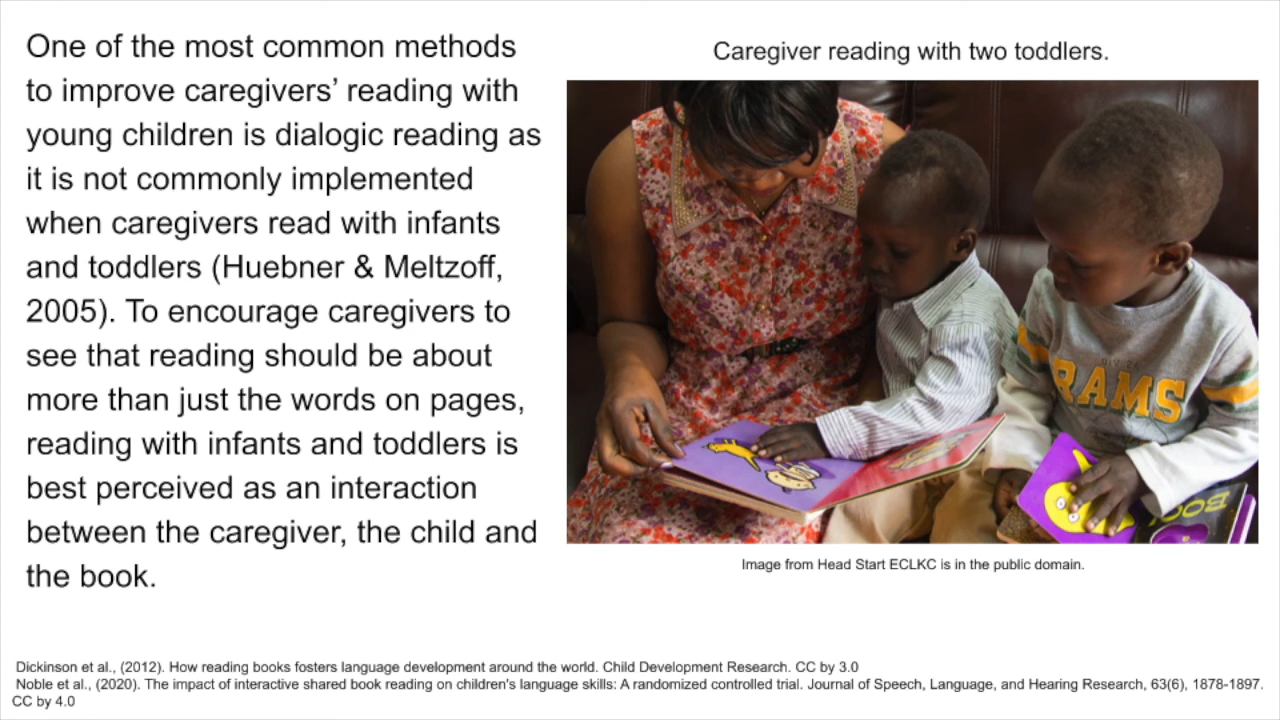 One of the most common methods
to improve caregivers’ reading with
young children is dialogic reading as
it is not commonly implemented
when caregivers read with infants
and toddlers (Huebner & Meltzoff,
2005). To encourage caregivers to
see that reading should be about
more than just the words on pages,
reading with infants and toddlers is
best perceived as an interaction
between the caregiver, the child and
the book.
Caregiver reading with two toddlers.
RAMS
BOO
Image from Head Start ECLKC is in the public domain.
Dickinson et al., (2012). How reading books fosters language development around the world. Child Development Research. CC by 3.0
Noble et al., (2020). The impact of interactive shared book reading on children's language skills: A randomized controlled trial. Journal of Speech, Language, and Hearing Research, 63(6), 1878-1897.
CC by 4.0